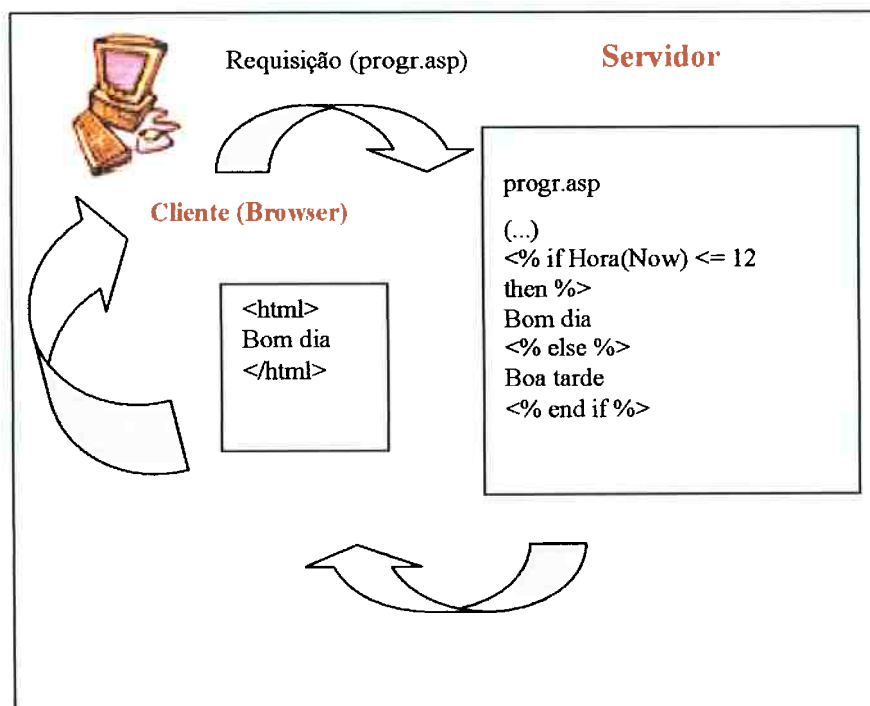 Requisição (progr.asp)
Servidor
Cliente (Browser)
progr.asp
(...)
<% if Hora(Now) <= 12
then %>
Bom dia
<% else %>
Boa tarde
<% end if %>
<html>
Bom dia
</html>